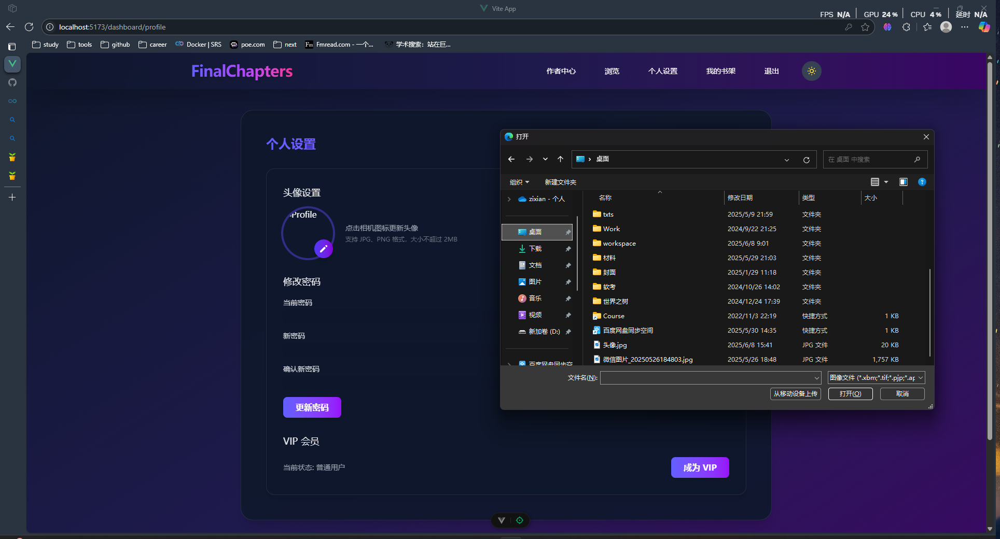 Vite App
FPS N/A GPU 24% CPU 4% 延时 N/A
localhost:5173/dashboard/profile
study tools github career Docker | SRS poe.com next Fm Fmread.com - 一个... 学术搜索：站在巨...
FinalChapters 作者中心 浏览 个人设置 我的书架 退出
个人设置
头像设置
Profile
点击相机图标更新头像
支持 JPG、PNG 格式，大小不超过 2MB
修改密码
当前密码
新密码
确认新密码
更新密码
VIP 会员
当前状态: 普通用户
成为 VIP
打开
桌面
在 桌面 中搜索
组织 新建文件夹
zixian - 个人
桌面
下载
文档
图片
音乐
视频
新加卷 (D:)
百度网盘同步空
名称 修改日期 类型 大小
txts 2025/5/9 21:59 文件夹
Work 2024/9/22 21:25 文件夹
workspace 2025/6/8 9:01 文件夹
材料 2025/5/29 21:03 文件夹
封面 2025/1/29 11:18 文件夹
软考 2024/10/26 14:02 文件夹
世界之树 2024/12/24 17:39 文件夹
Course 2022/11/3 22:19 快捷方式 1 KB
百度网盘同步空间 2025/5/30 14:35 快捷方式 1 KB
头像.jpg 2025/6/8 15:41 JPG 文件 20 KB
微信图片_20250526184803.jpg 2025/5/26 18:48 JPG 文件 1,757 KB
文件名(N): 图像文件 (*.xbm;*.tif;*.pjp;*.ap
从移动设备上传 打开(O) 取消